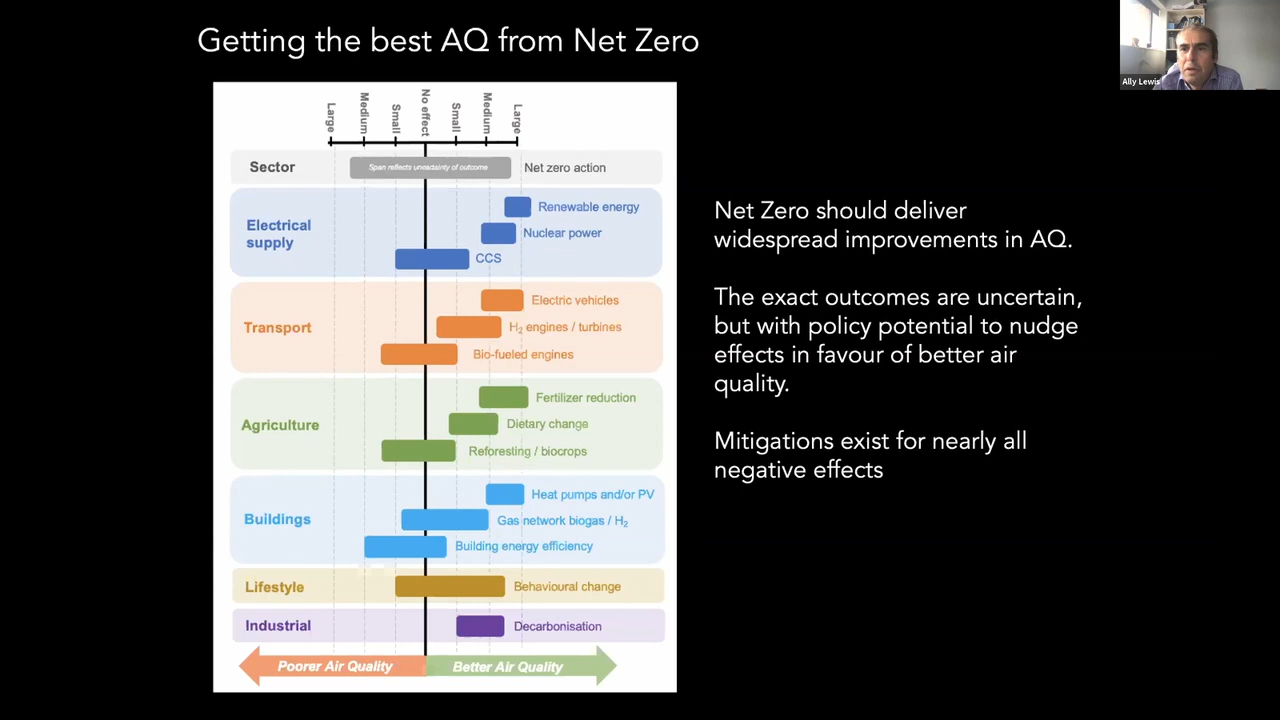 Getting the best AQ from Net Zero
Ally Lewis
Large
Medium
Small
No effect
Small
Medium
Large
Sector
Span reflects uncertainty of outcome
Net zero action
Electrical
supply
Renewable energy
Nuclear power
CCS
Transport
Electric vehicles
H₂ engines / turbines
Bio-fueled engines
Agriculture
Fertilizer reduction
Dietary change
Reforesting / biocrops
Buildings
Heat pumps and/or PV
Gas network biogas / H₂
Building energy efficiency
Lifestyle
Behavioural change
Industrial
Decarbonisation
Poorer Air Quality
Better Air Quality
Net Zero should deliver
widespread improvements in AQ.
The exact outcomes are uncertain,
but with policy potential to nudge
effects in favour of better air
quality.
Mitigations exist for nearly all
negative effects